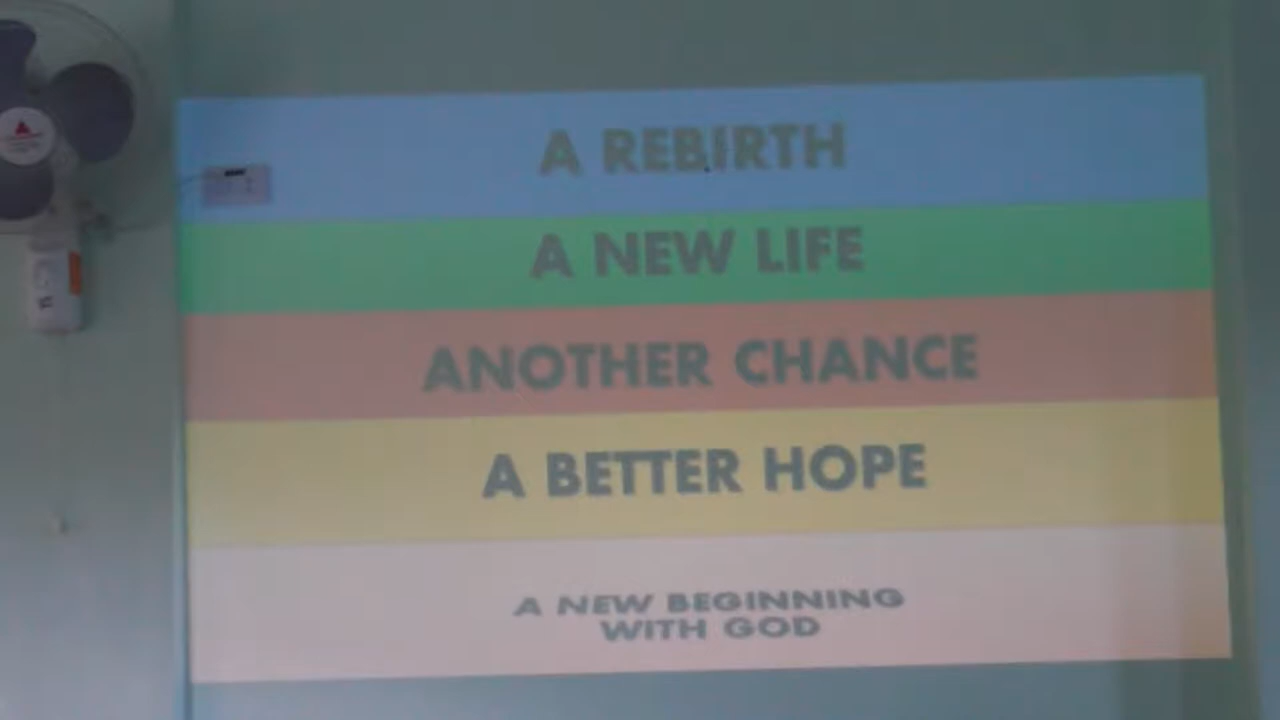 A REBIRTH
A NEW LIFE
ANOTHER CHANCE
A BETTER HOPE
A NEW BEGINNING
WITH GOD